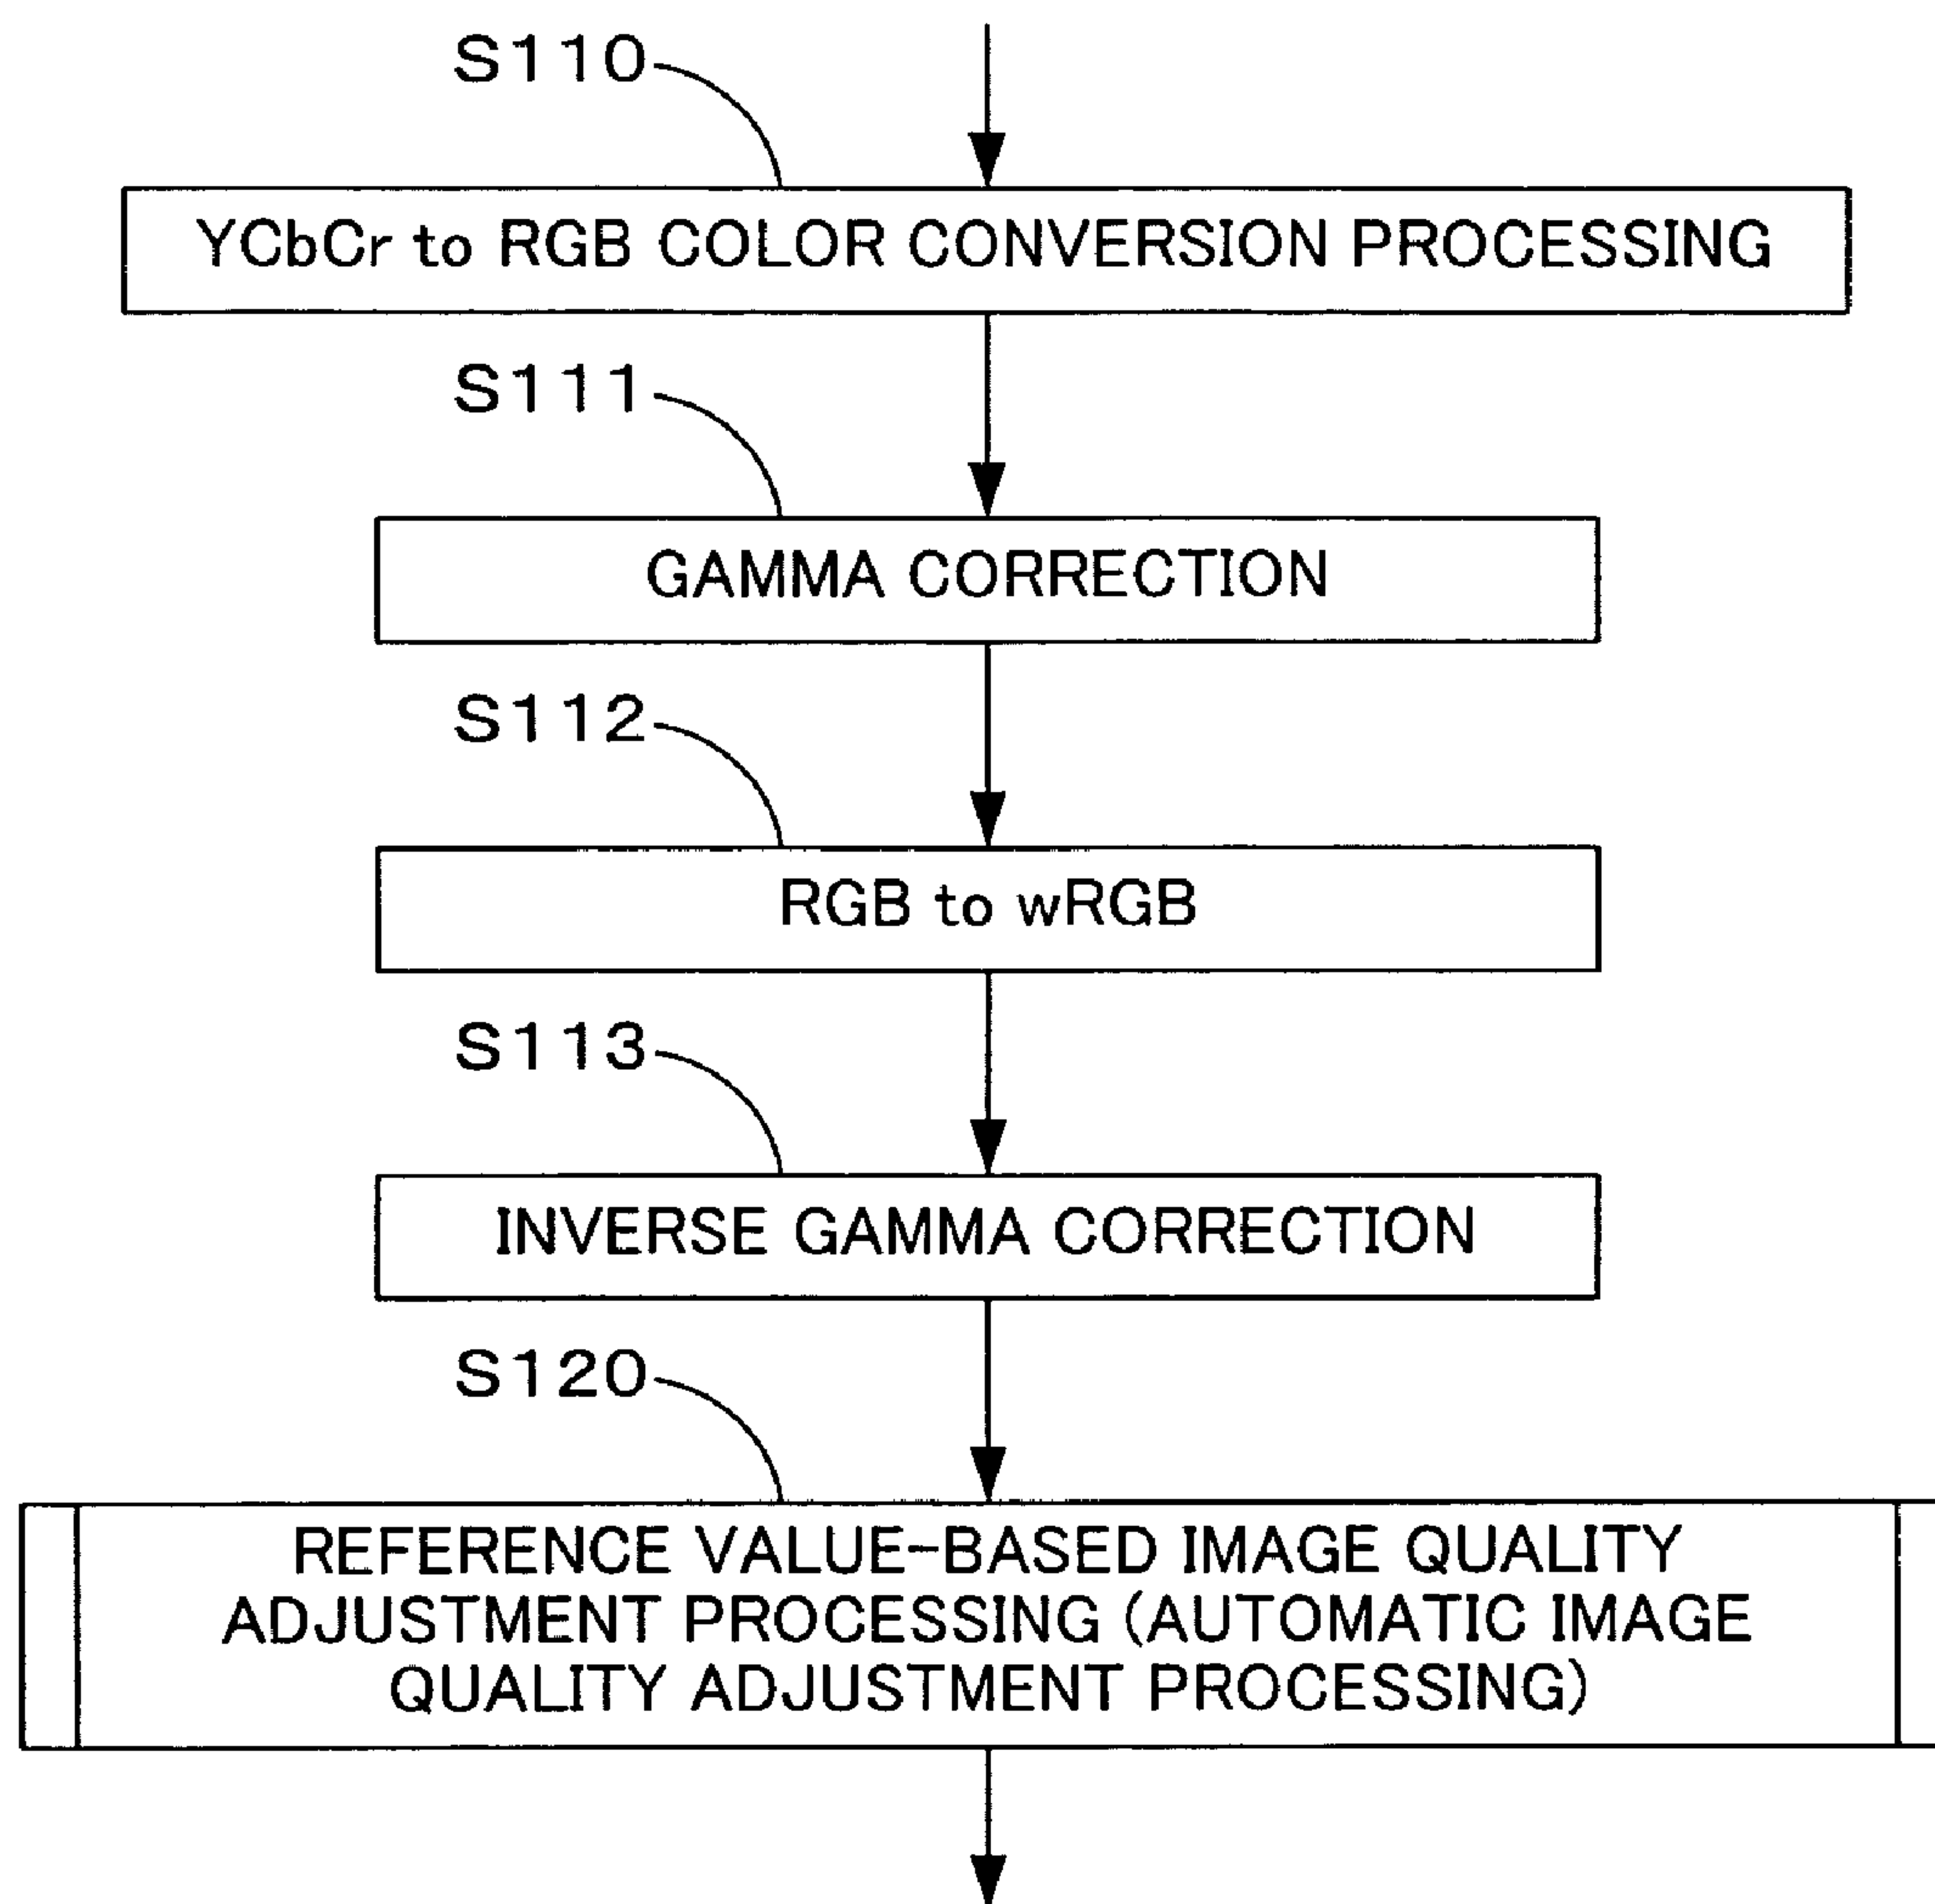 S110
YCbCr to RGB COLOR CONVERSION PROCESSING
S111
GAMMA CORRECTION
S112
RGB to wRGB
S113
INVERSE GAMMA CORRECTION
S120
REFERENCE VALUE-BASED IMAGE QUALITY
ADJUSTMENT PROCESSING (AUTOMATIC IMAGE
QUALITY ADJUSTMENT PROCESSING)